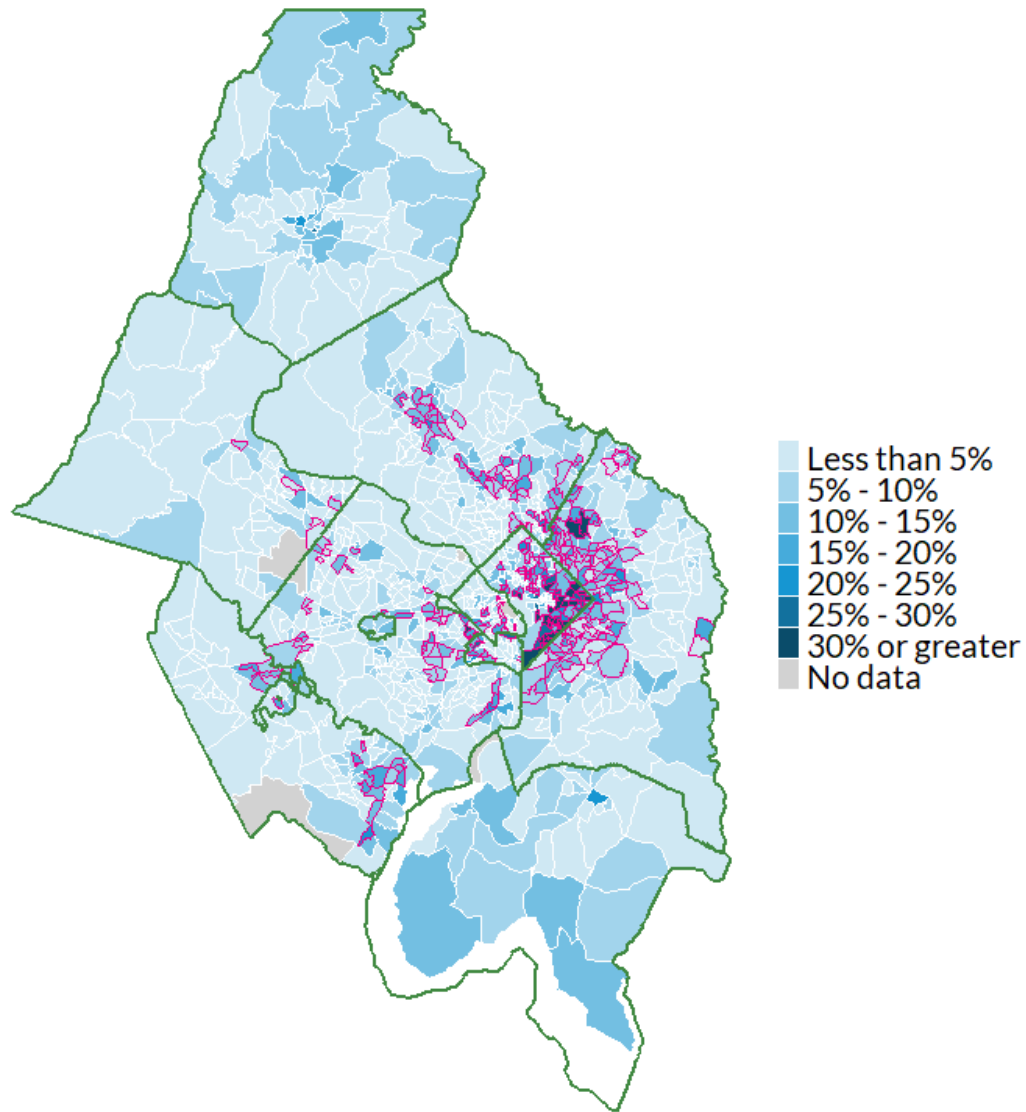 Less than 5%
5% - 10%
10% - 15%
15% - 20%
20% - 25%
25% - 30%
30% or greater
No data